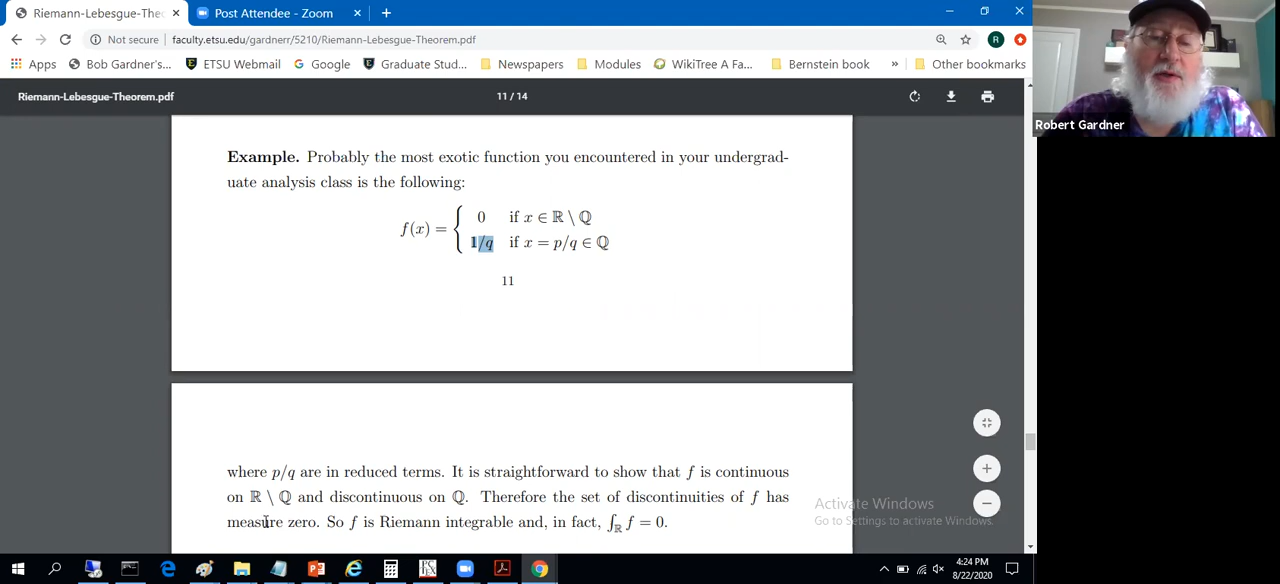 Riemann-Lebesgue-Theo
Post Attendee - Zoom
Not secure | faculty.etsu.edu/gardnerr/5210/Riemann-Lebesgue-Theorem.pdf
R
Apps Bob Gardner's... ETSU Webmail Google Graduate Stud... Newspapers Modules WikiTree A Fa... Bernstein book » Other bookmarks
Riemann-Lebesgue-Theorem.pdf 11 / 14
Robert Gardner
Example. Probably the most exotic function you encountered in your undergrad-
uate analysis class is the following:
f(x) = { 0 if x ∈ ℝ \ ℚ
1/q if x = p/q ∈ ℚ
11
where p/q are in reduced terms. It is straightforward to show that f is continuous
on ℝ \ ℚ and discontinuous on ℚ. Therefore the set of discontinuities of f has
measure zero. So f is Riemann integrable and, in fact, ∫ℝ f = 0.
Activate Windows
Go to Settings to activate Windows.
4:24 PM
8/22/2020